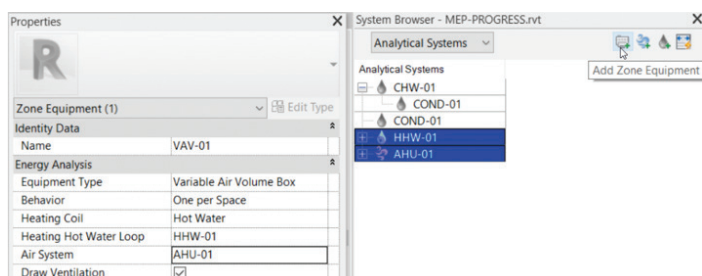 Properties
Zone Equipment (1)
Edit Type
Identity Data
Name VAV-01
Energy Analysis
Equipment Type Variable Air Volume Box
Behavior One per Space
Heating Coil Hot Water
Heating Hot Water Loop HHW-01
Air System AHU-01
Draw Ventilation
System Browser - MEP-PROGRESS.rvt
Analytical Systems
Add Zone Equipment
Analytical Systems
CHW-01
COND-01
COND-01
HHW-01
AHU-01